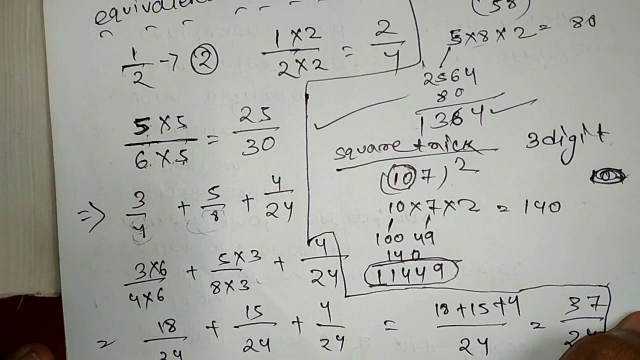 equivalen
1/2 → 2 1×2/2×2 = 2/4
5×5/6×5 = 25/30
⇒ 3/4 + 5/8 + 4/24
3×6/4×6 + 5×3/8×3 + 4/24
= 18/24 + 15/24 + 4/24 = 18+15+4/24 = 37/24
(58)
5×8×2 = 80
2564
80
1364
square trick 3 digit
(107)²
10×7×2 = 140
100 49
140
11449